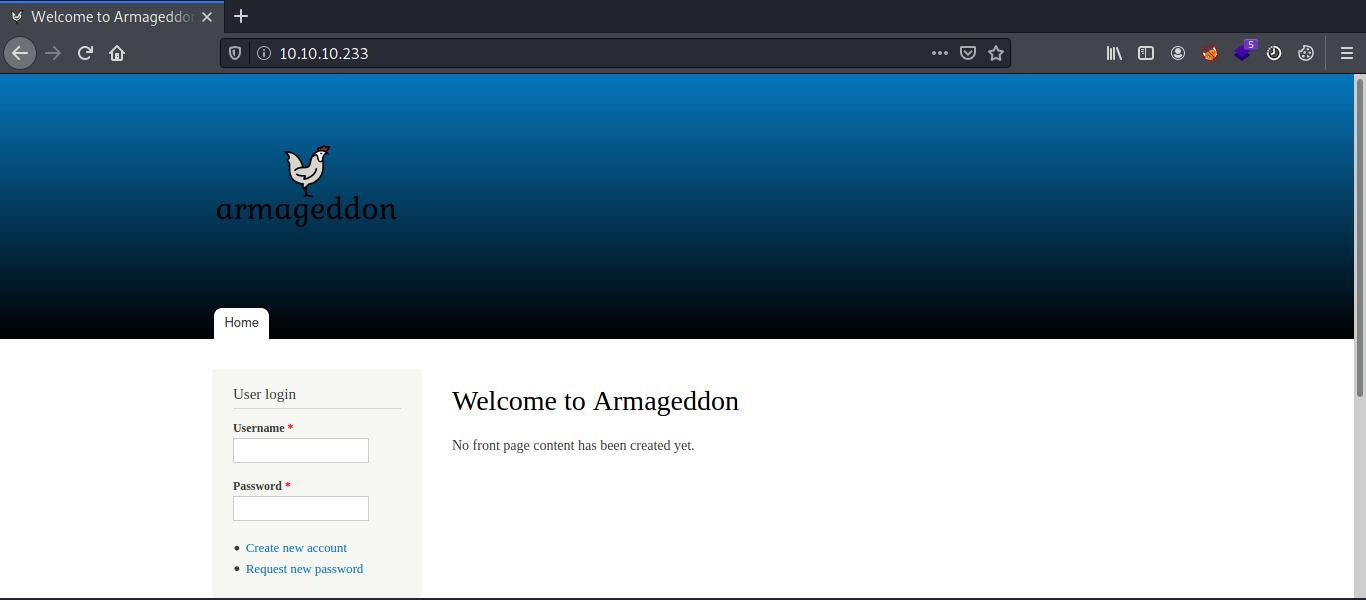 Welcome to Armageddon
10.10.10.233
5
armageddon
Home
User login
Username *
Password *
Create new account
Request new password
Welcome to Armageddon
No front page content has been created yet.